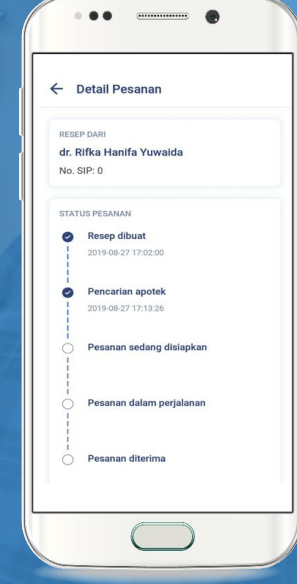 Detail Pesanan
RESEP DARI
dr. Rifka Hanifa Yuwaida
No. SIP: 0
STATUS PESANAN
Resep dibuat
2019-08-27 17:02:00
Pencarian apotek
2019-08-27 17:13:26
Pesanan sedang disiapkan
Pesanan dalam perjalanan
Pesanan diterima